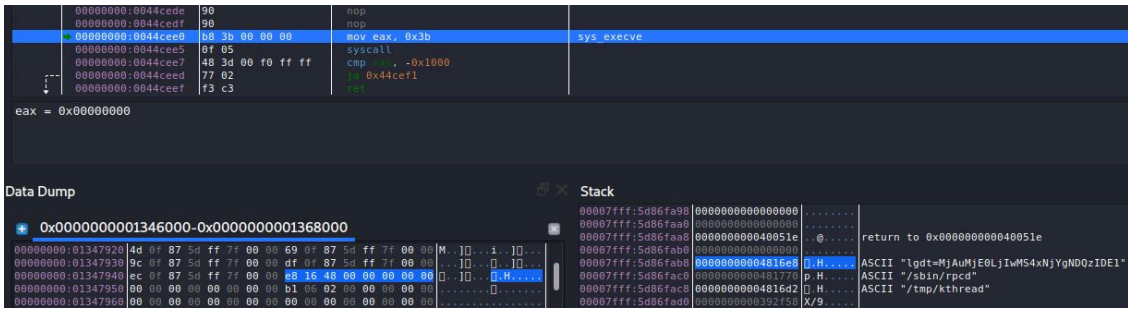 00000000:0044cede 90 nop
00000000:0044cedf 90 nop
00000000:0044cee0 b8 3b 00 00 00 mov eax, 0x3b sys_execve
00000000:0044cee5 0f 05 syscall
00000000:0044cee7 48 3d 00 f0 ff ff cmp rax, -0x1000
00000000:0044ceed 77 02 ja 0x44cef1
00000000:0044ceef f3 c3 ret
eax = 0x00000000
Data Dump
0x0000000001346000-0x0000000001368000
00000000:01347920 4d 0f 87 5d ff 7f 00 00 69 0f 87 5d ff 7f 00 00 M..]...i..]...
00000000:01347930 9c 0f 87 5d ff 7f 00 00 df 0f 87 5d ff 7f 00 00 ...]......]...
00000000:01347940 ec 0f 87 5d ff 7f 00 00 e8 16 48 00 00 00 00 00 ...]......H.....
00000000:01347950 00 00 00 00 00 00 00 00 b1 06 02 00 00 00 00 00 ................
00000000:01347960 00 00 00 00 00 00 00 00 00 00 00 00 00 00 00 00 ................
Stack
00007fff:5d86fa98 0000000000000000 ........
00007fff:5d86faa0 0000000000000000 ........
00007fff:5d86faa8 000000000040051e ..@..... return to 0x000000000040051e
00007fff:5d86fab0 0000000000000000 ........
00007fff:5d86fab8 00000000004816e8 ..H..... ASCII "lgdt=MjAuMjE0LjIwMS4xNjYgNDQzIDE1"
00007fff:5d86fac0 0000000000481770 p.H..... ASCII "/sbin/rpcd"
00007fff:5d86fac8 00000000004816d2 .H..... ASCII "/tmp/kthread"
00007fff:5d86fad0 0000000000392f58 X/9.....